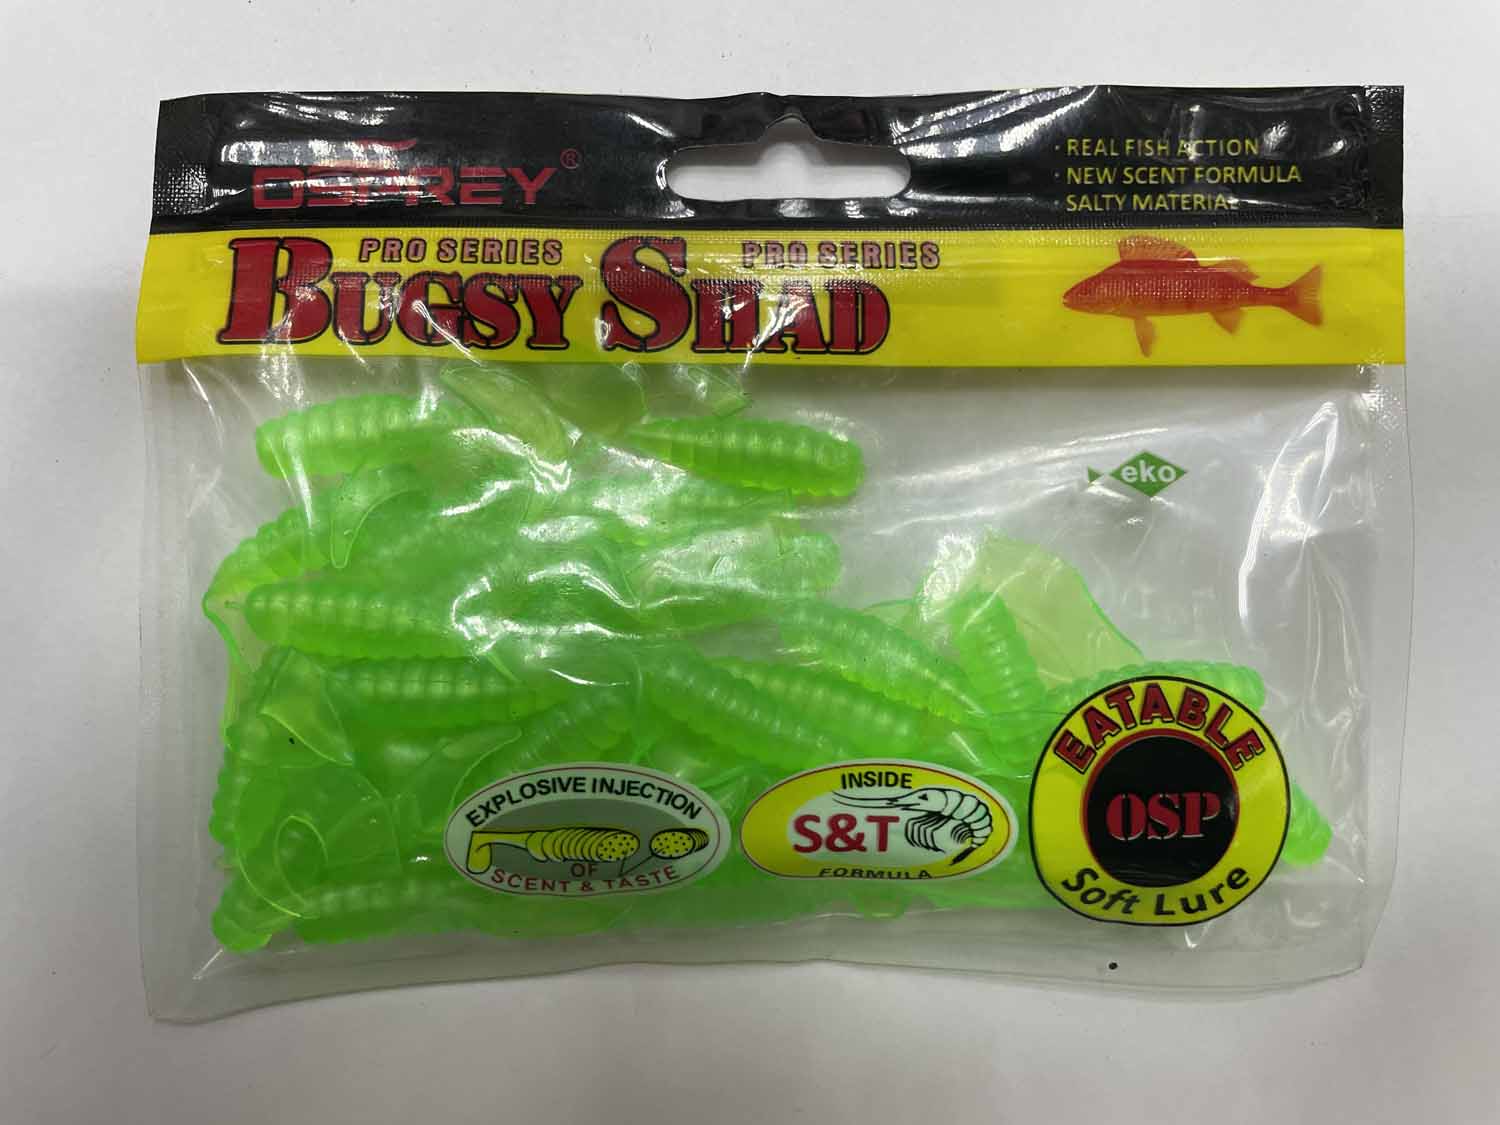 OSPREY®
· REAL FISH ACTION
· NEW SCENT FORMULA
· SALTY MATERIAL
PRO SERIES PRO SERIES
BUGSY SHAD
eko
EXPLOSIVE INJECTION
OF
SCENT & TASTE
INSIDE
S&T
FORMULA
EATABLE
OSP
Soft Lure